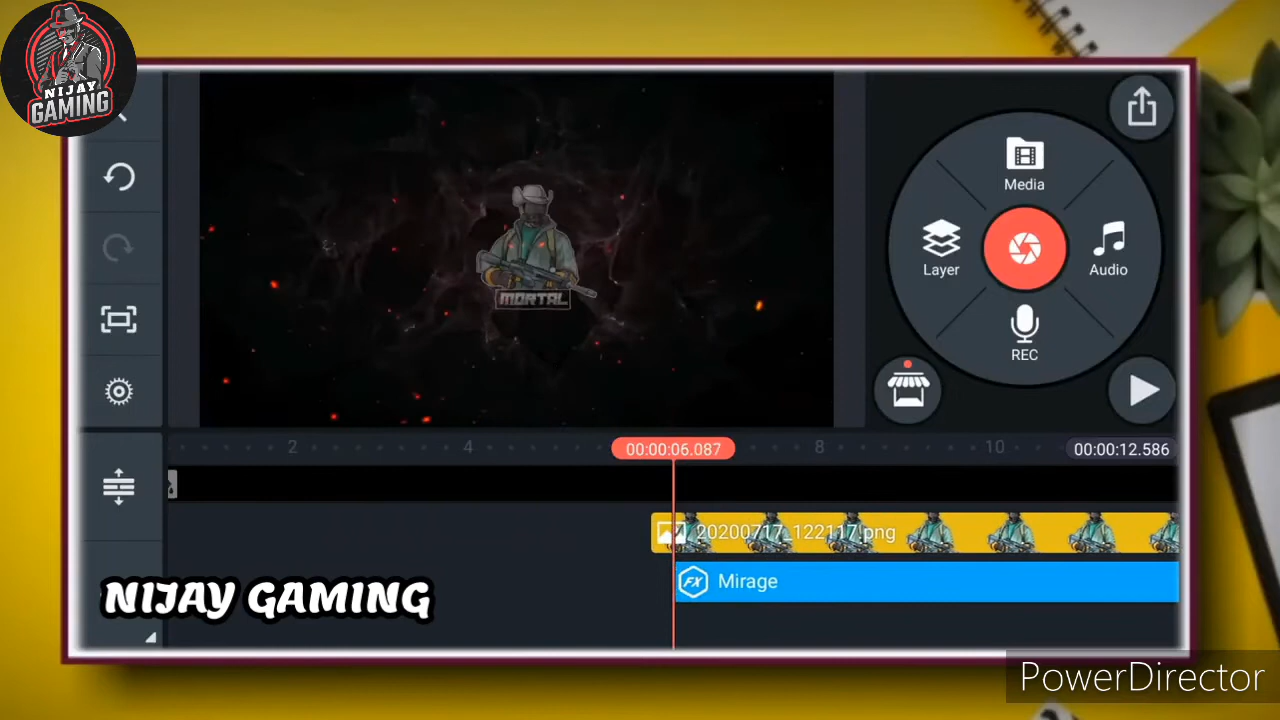 NIJAY
GAMING
Media
Layer
Audio
REC
MORTAL
2
4
00:00:06.087
8
10
00:00:12.586
20200717_122117.png
FX Mirage
NIJAY GAMING
PowerDirector